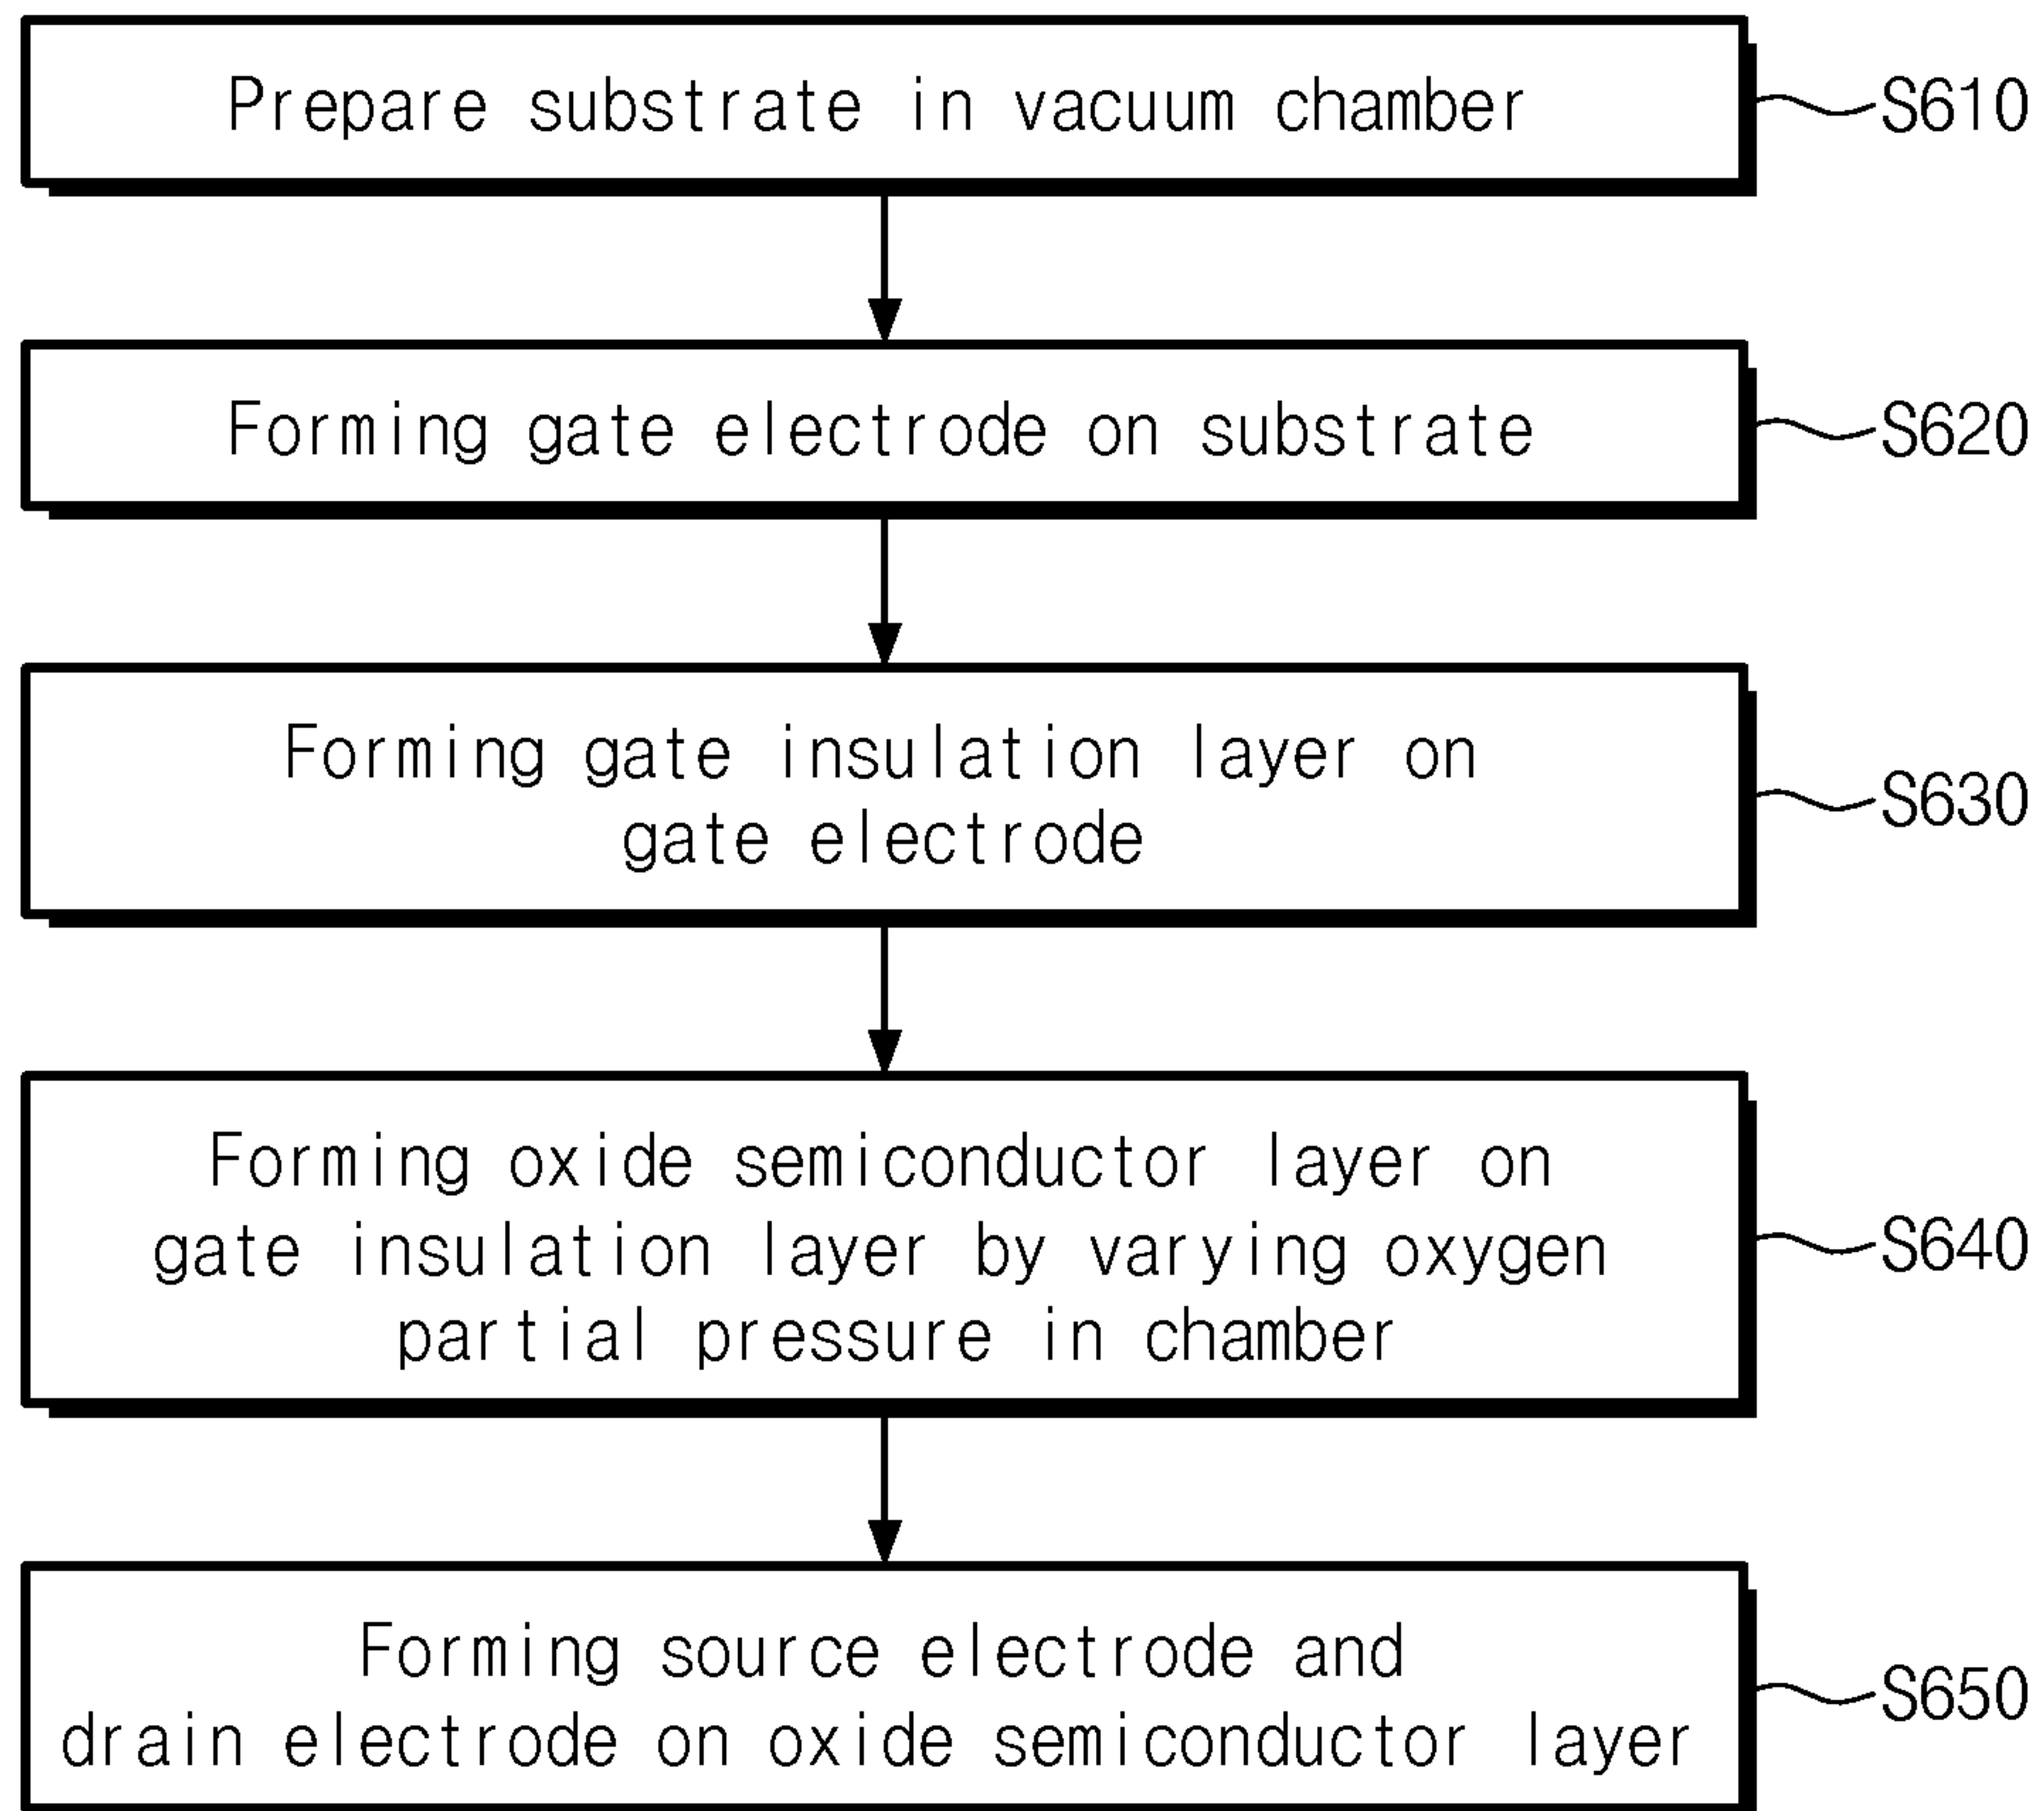 Prepare substrate in vacuum chamber
S610
Forming gate electrode on substrate
S620
Forming gate insulation layer on
gate electrode
S630
Forming oxide semiconductor layer on
gate insulation layer by varying oxygen
partial pressure in chamber
S640
Forming source electrode and
drain electrode on oxide semiconductor layer
S650